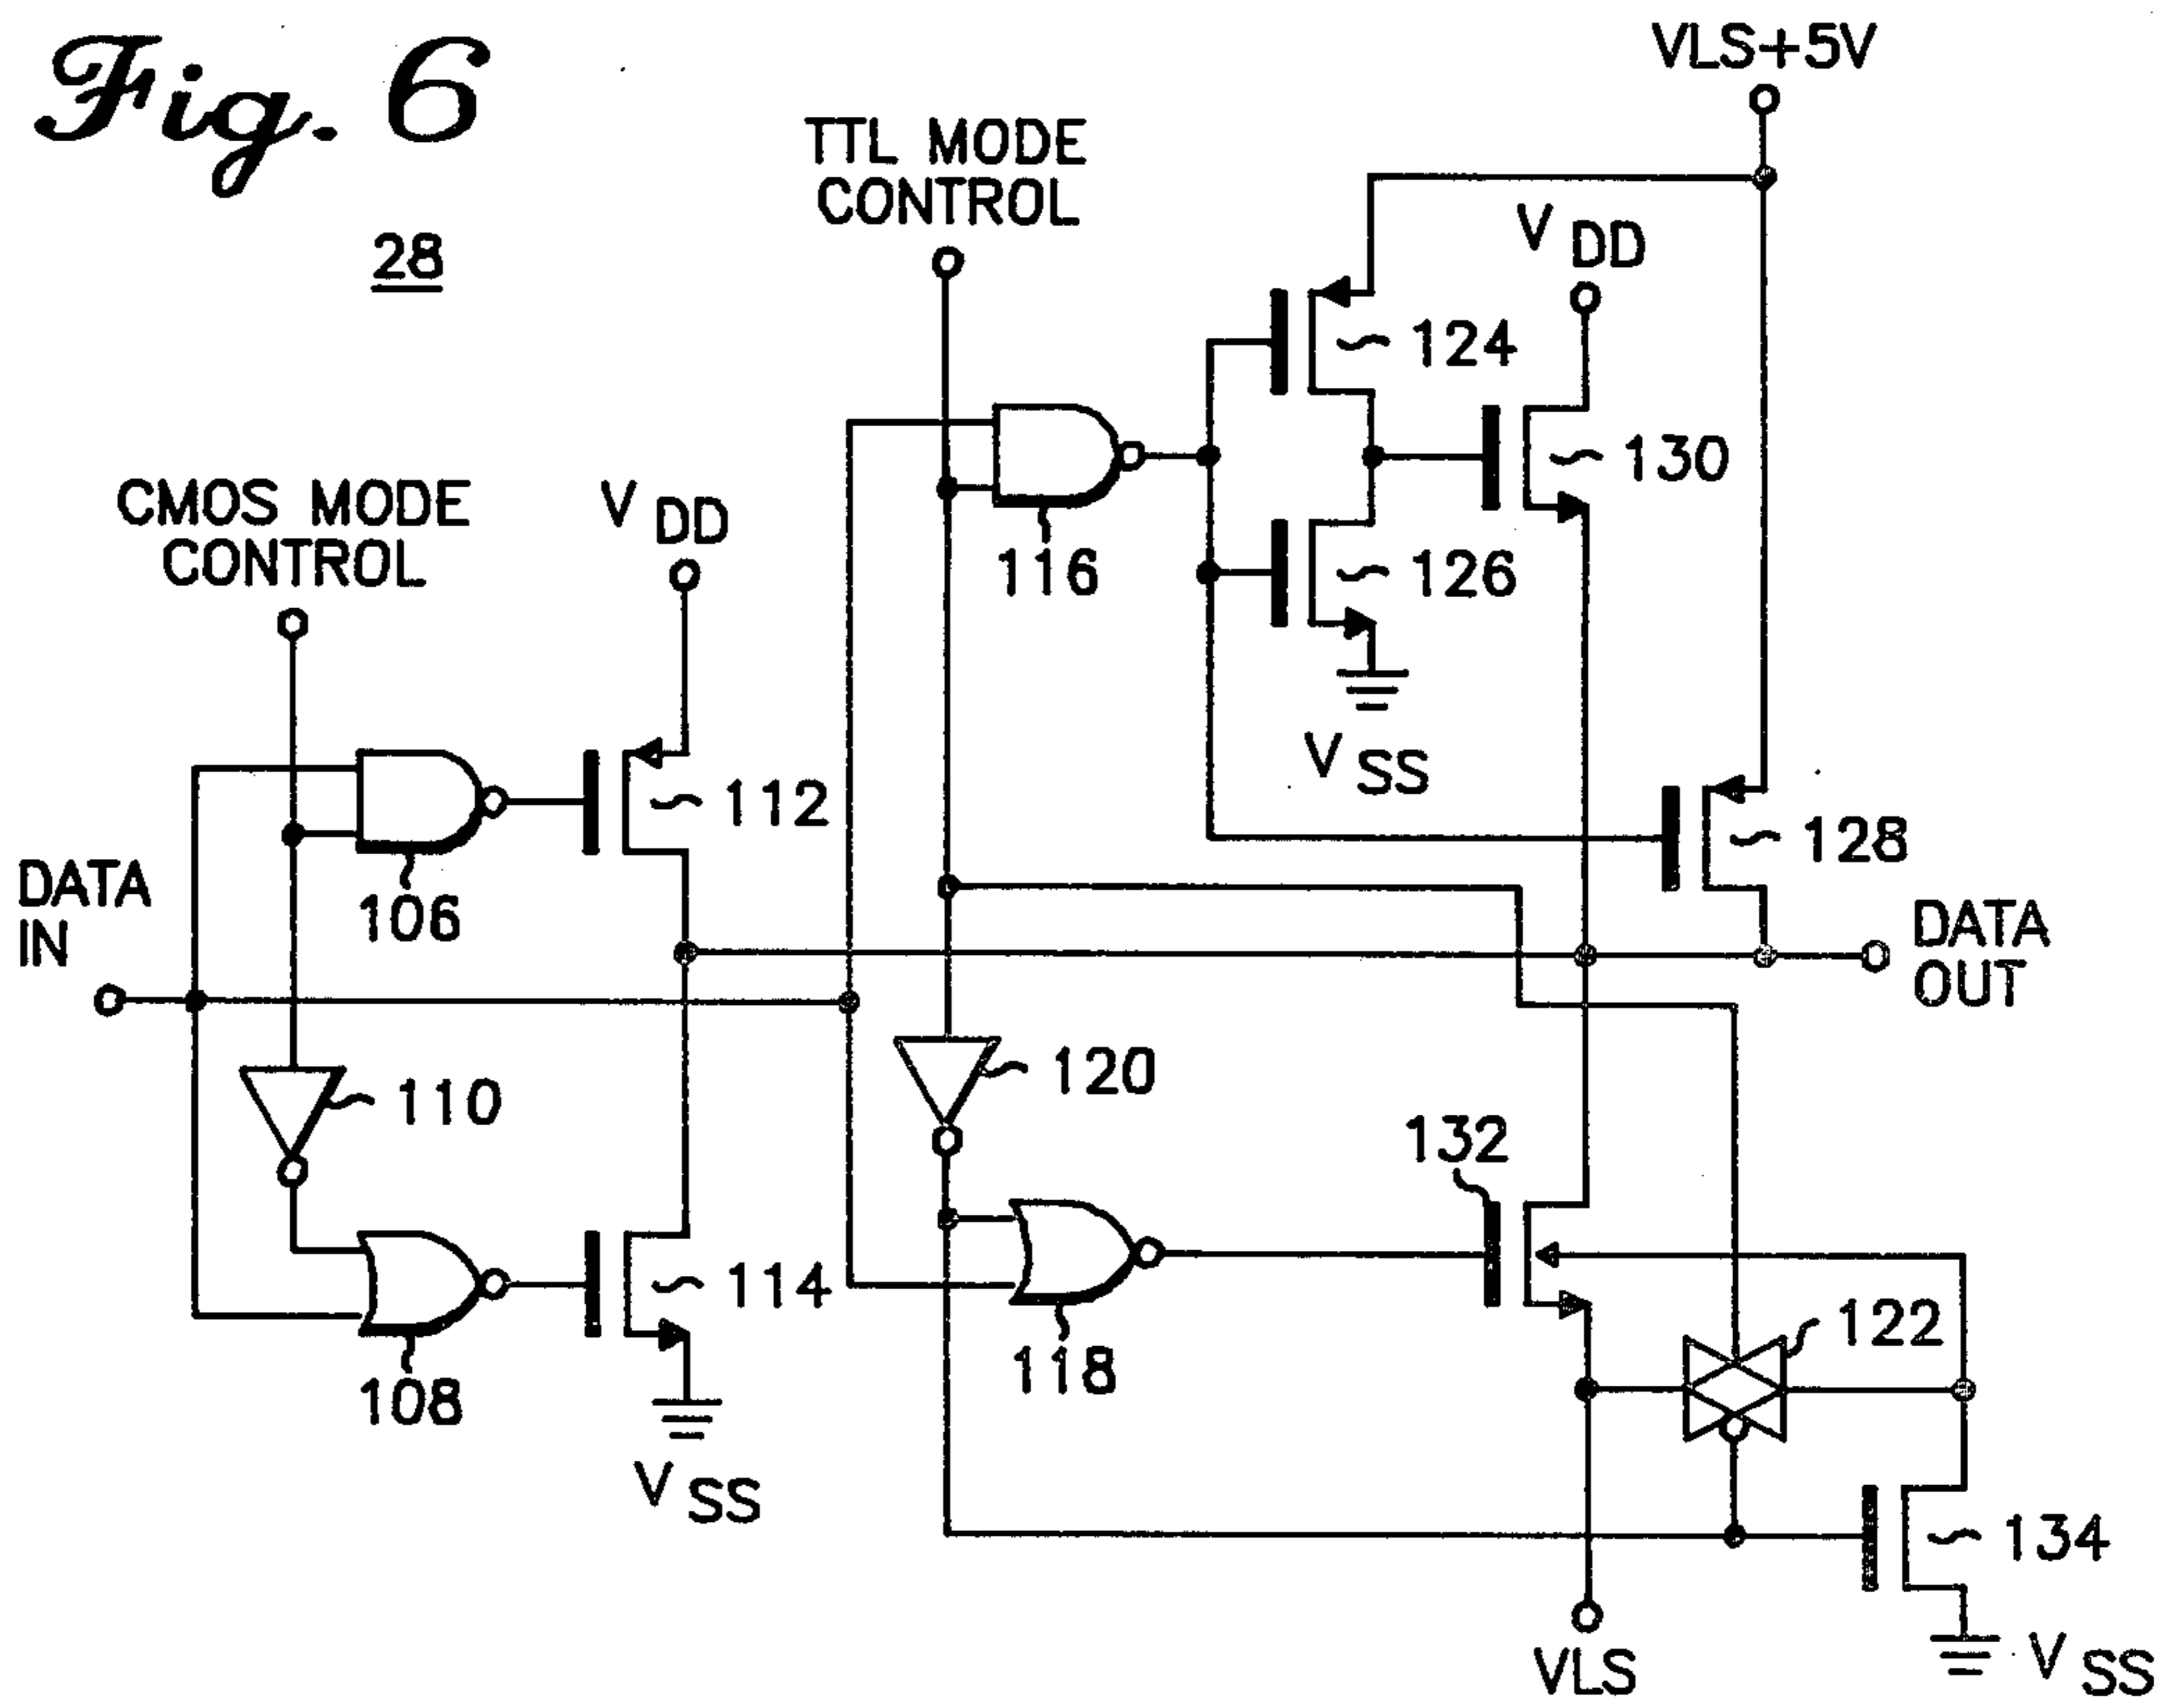 Fig. 6
28
VLS+5V
TTL MODE
CONTROL
V DD
124
130
CMOS MODE
CONTROL
V DD
116
126
V SS
112
128
DATA
IN
106
DATA
OUT
110
120
132
114
122
118
108
V SS
134
VLS
V SS